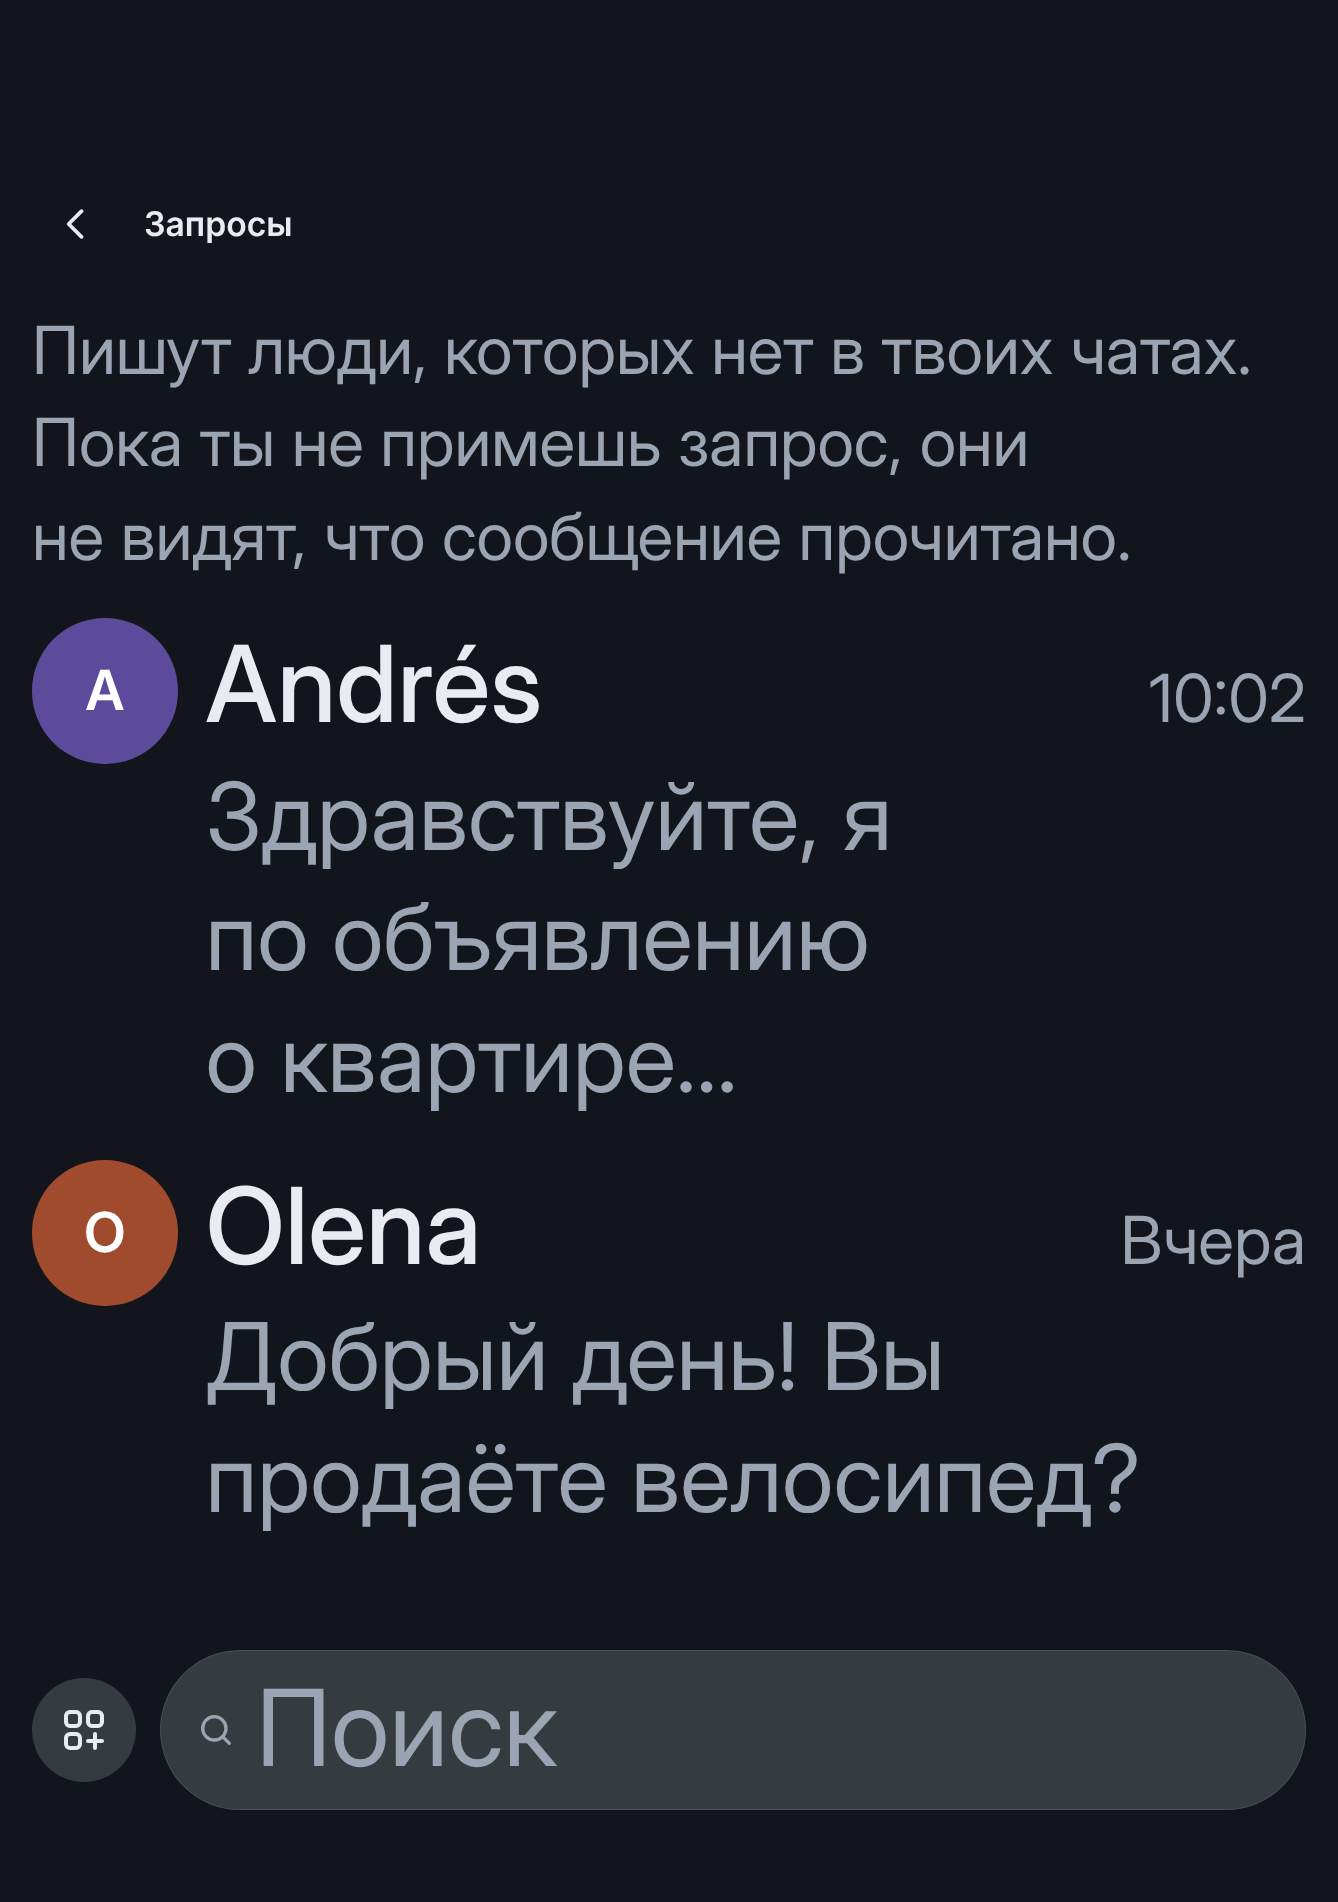 Запросы
Пишут люди, которых нет в твоих чатах.
Пока ты не примешь запрос, они
не видят, что сообщение прочитано.
A
Andrés
10:02
Здравствуйте, я
по объявлению
о квартире...
O
Olena
Вчера
Добрый день! Вы
продаёте велосипед?
Поиск